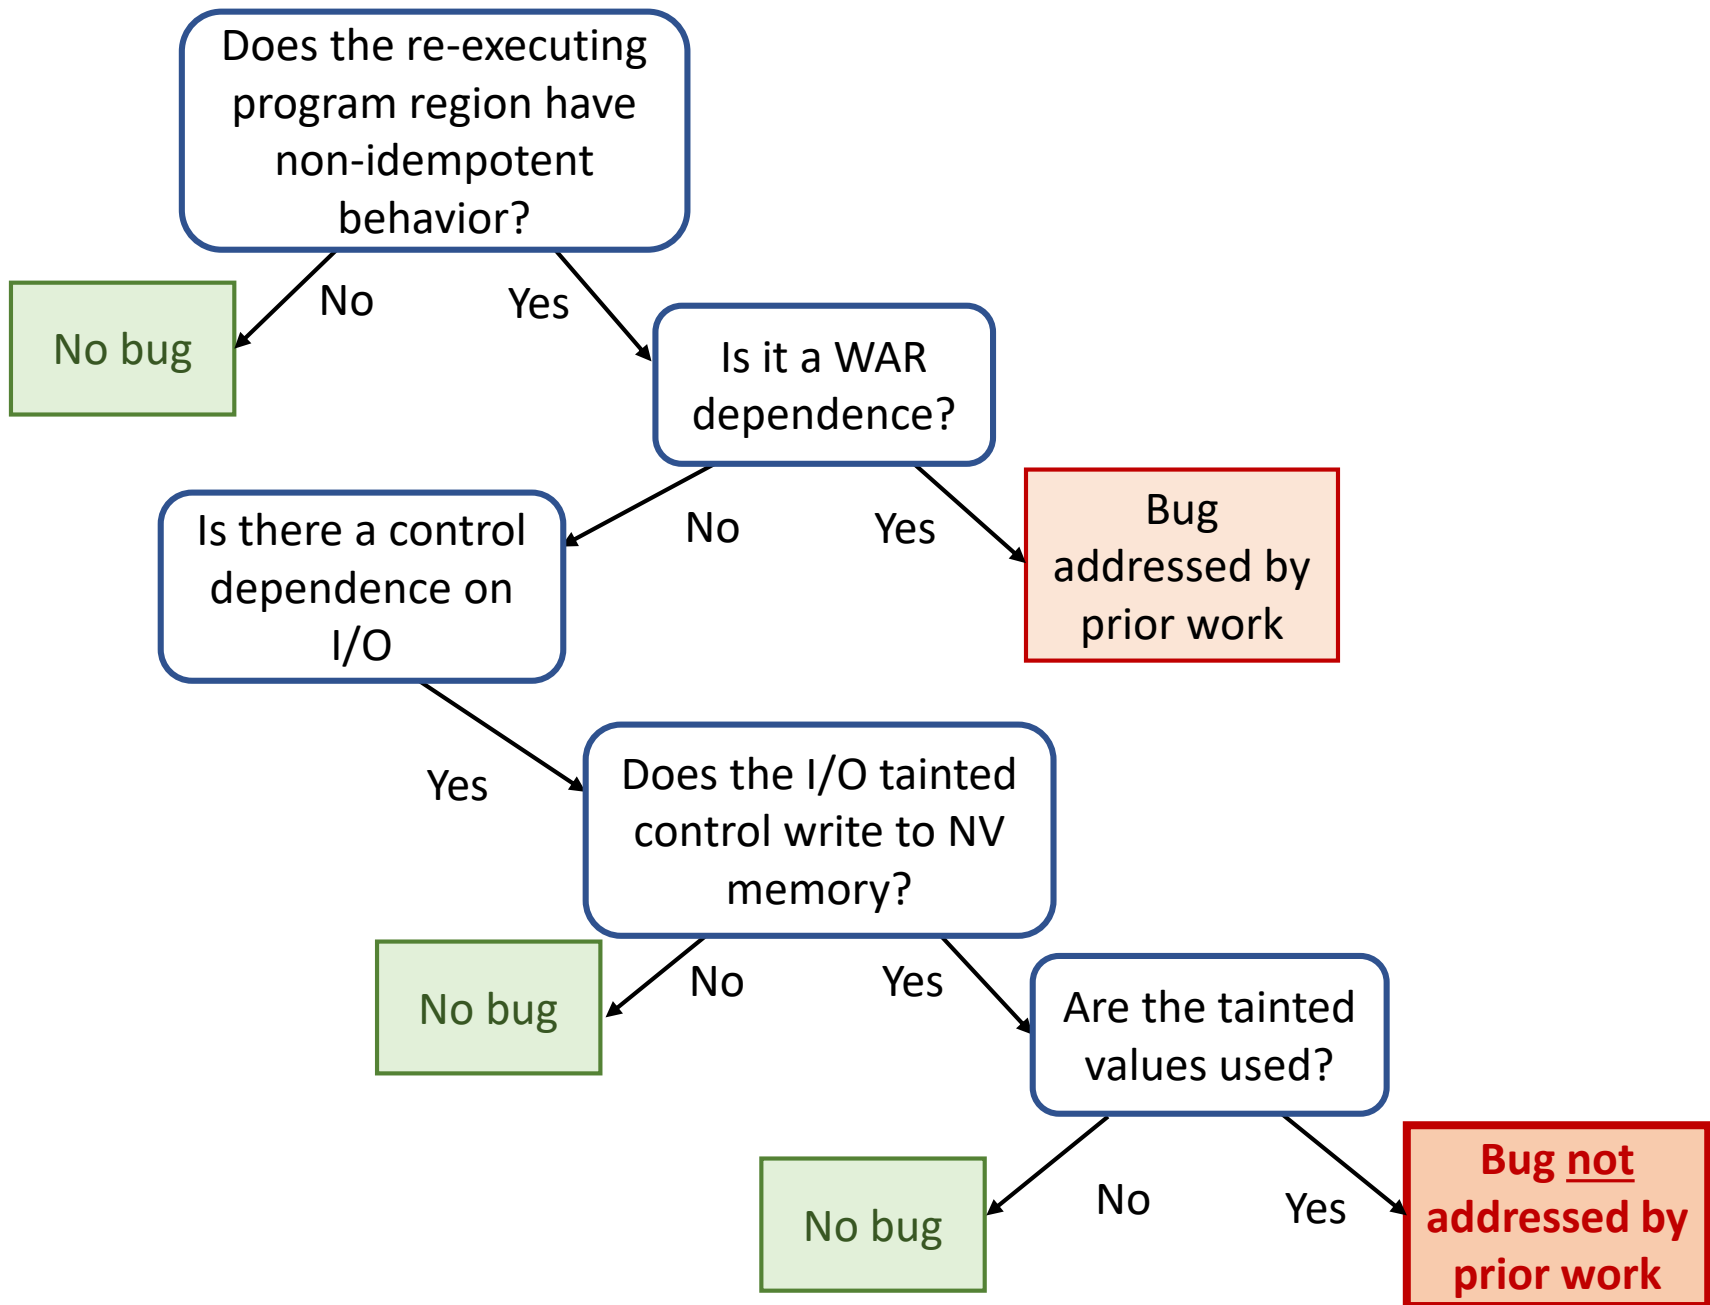 Does the re-executing
program region have
non-idempotent
behavior?
No
Yes
No bug
Is it a WAR
dependence?
No
Yes
Is there a control
dependence on
I/O
Bug
addressed by
prior work
Yes
Does the I/O tainted
control write to NV
memory?
No
Yes
No bug
Are the tainted
values used?
No
Yes
No bug
Bug not
addressed by
prior work